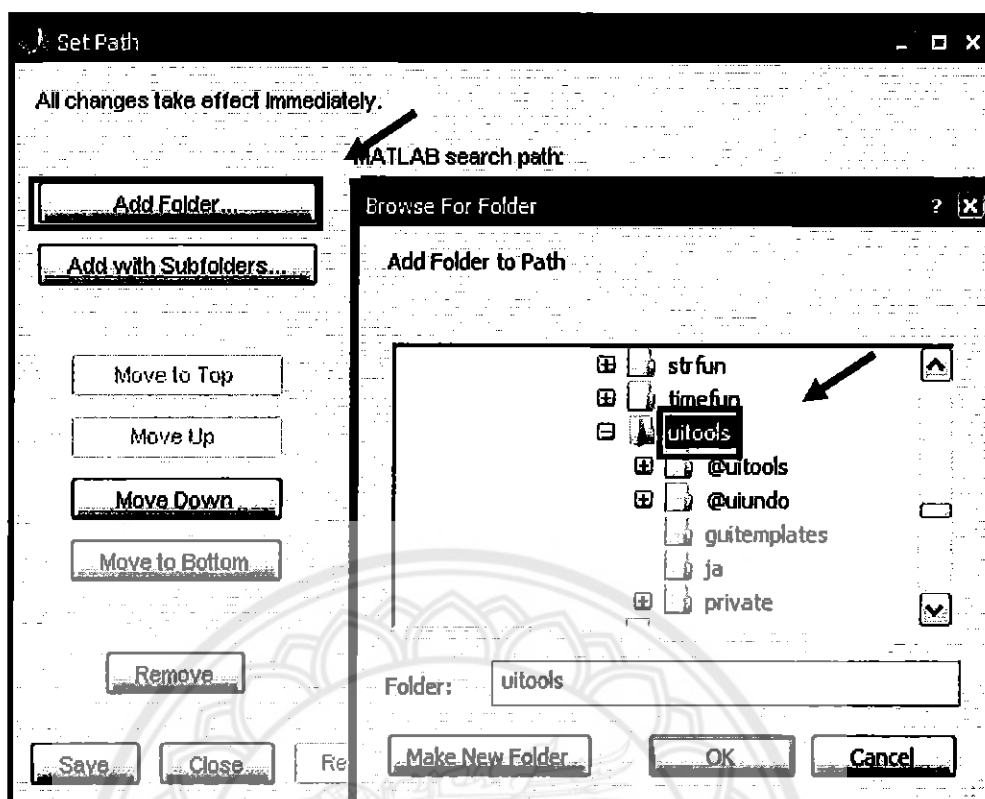 Set Path
All changes take effect immediately.
MATLAB search path:
Add Folder...
Add with Subfolders...
Move to Top
Move Up
Move Down
Move to Bottom
Remove
Save Close Re
Browse For Folder
Add Folder to Path
strfun
timefun
uitools
@uitools
@uiundo
guitemplates
ja
private
Folder: uitools
Make New Folder OK Cancel